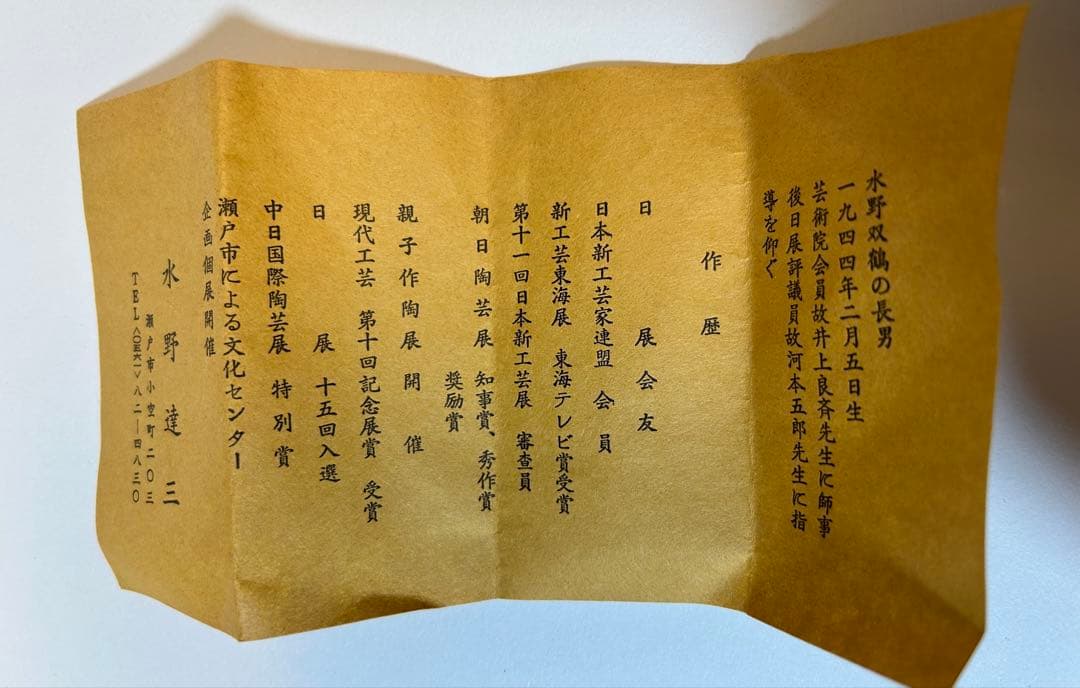 水野双鶴の長男
一九四四年二月五日生
芸術院会員故井上良斉先生に師事
後日展評議員故河本五郎先生に指
導を仰ぐ
作歴
日展会友
日本新工芸家連盟 会員
新工芸東海展 東海テレビ賞受賞
第十一回日本新工芸展 審査員
朝日陶芸展 知事賞、秀作賞
奨励賞
親子作陶展開催
現代工芸 第十回記念展賞 受賞
日展 十五回入選
中日国際陶芸展 特別賞
瀬戸市による文化センター
企画個展開催
水野達三
瀬戸市小空町二〇三
TEL〈〇五六一〉八二ー四八三〇